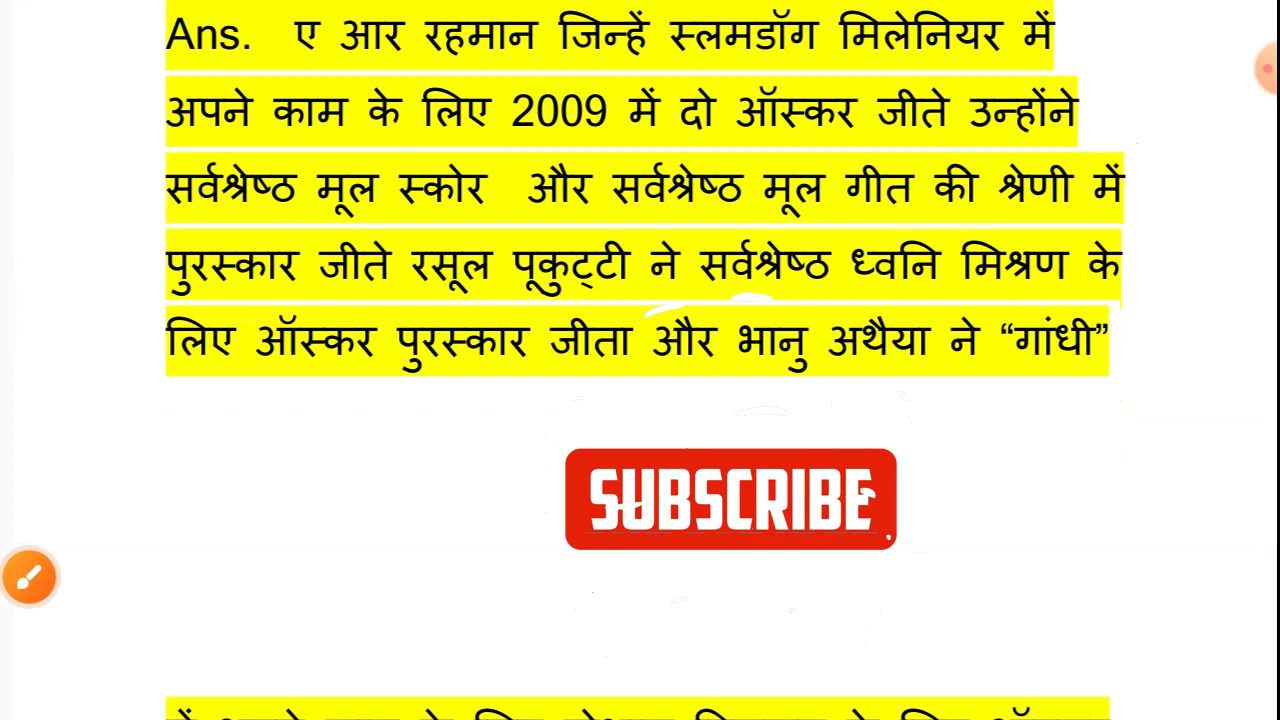 Ans. ए आर रहमान जिन्हें स्लमडॉग मिलेनियर में
अपने काम के लिए 2009 में दो ऑस्कर जीते उन्होंने
सर्वश्रेष्ठ मूल स्कोर और सर्वश्रेष्ठ मूल गीत की श्रेणी में
पुरस्कार जीते रसूल पूकुट्टी ने सर्वश्रेष्ठ ध्वनि मिश्रण के
लिए ऑस्कर पुरस्कार जीता और भानु अथैया ने “गांधी”
SUBSCRIBE